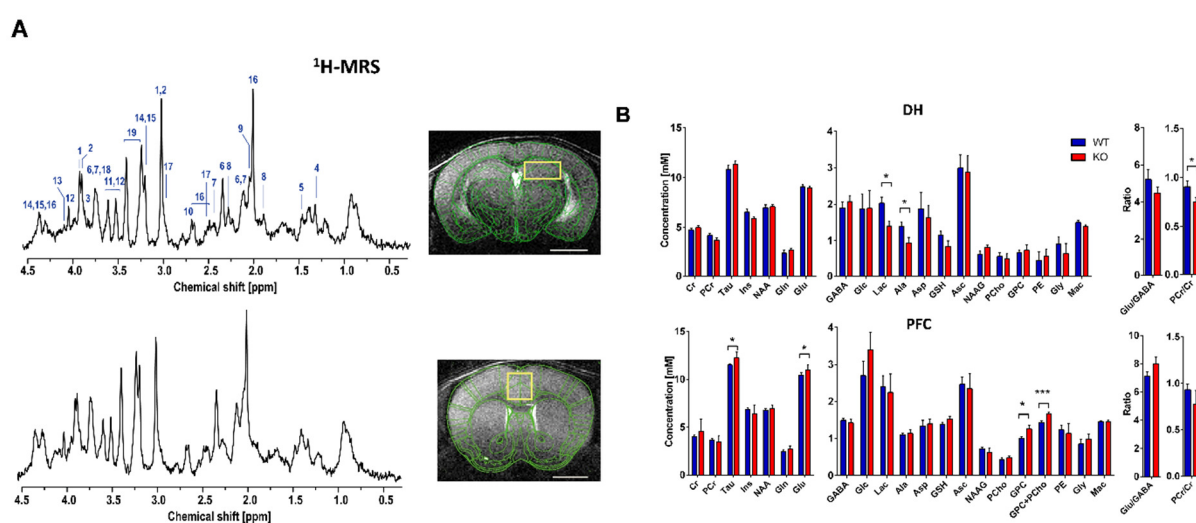 A
¹H-MRS
16
1,2
14,15
19
9
1
2
17
4
13
6,7,18
11,12
17
6
8
6,7
8
5
14,15,16
12
3
16
7
10
4.5 4.0 3.5 3.0 2.5 2.0 1.5 1.0 0.5
Chemical shift [ppm]
4.5 4.0 3.5 3.0 2.5 2.0 1.5 1.0 0.5
Chemical shift [ppm]
B
DH
WT
KO
Concentration [mM]
15
10
5
0
Cr PCr Tau Ins NAA Gln Glu
4
3
2
1
0
* *
GABA Glc Lac Ala Asp GSH Asc NAAG PCho GPC PE Gly Mac
Ratio
8
6
4
2
0
Glu/GABA
1.5
1.0
0.5
0.0
*
PCr/Cr
PFC
Concentration [mM]
15
10
5
0
* *
Cr PCr Tau Ins NAA Gln Glu
4
3
2
1
0
* ***
GABA Glc Lac Ala Asp GSH Asc NAAG PCho GPC GPC+PCho PE Gly Mac
Ratio
10
8
6
4
2
0
Glu/GABA
1.5
1.0
0.5
0.0
PCr/Cr